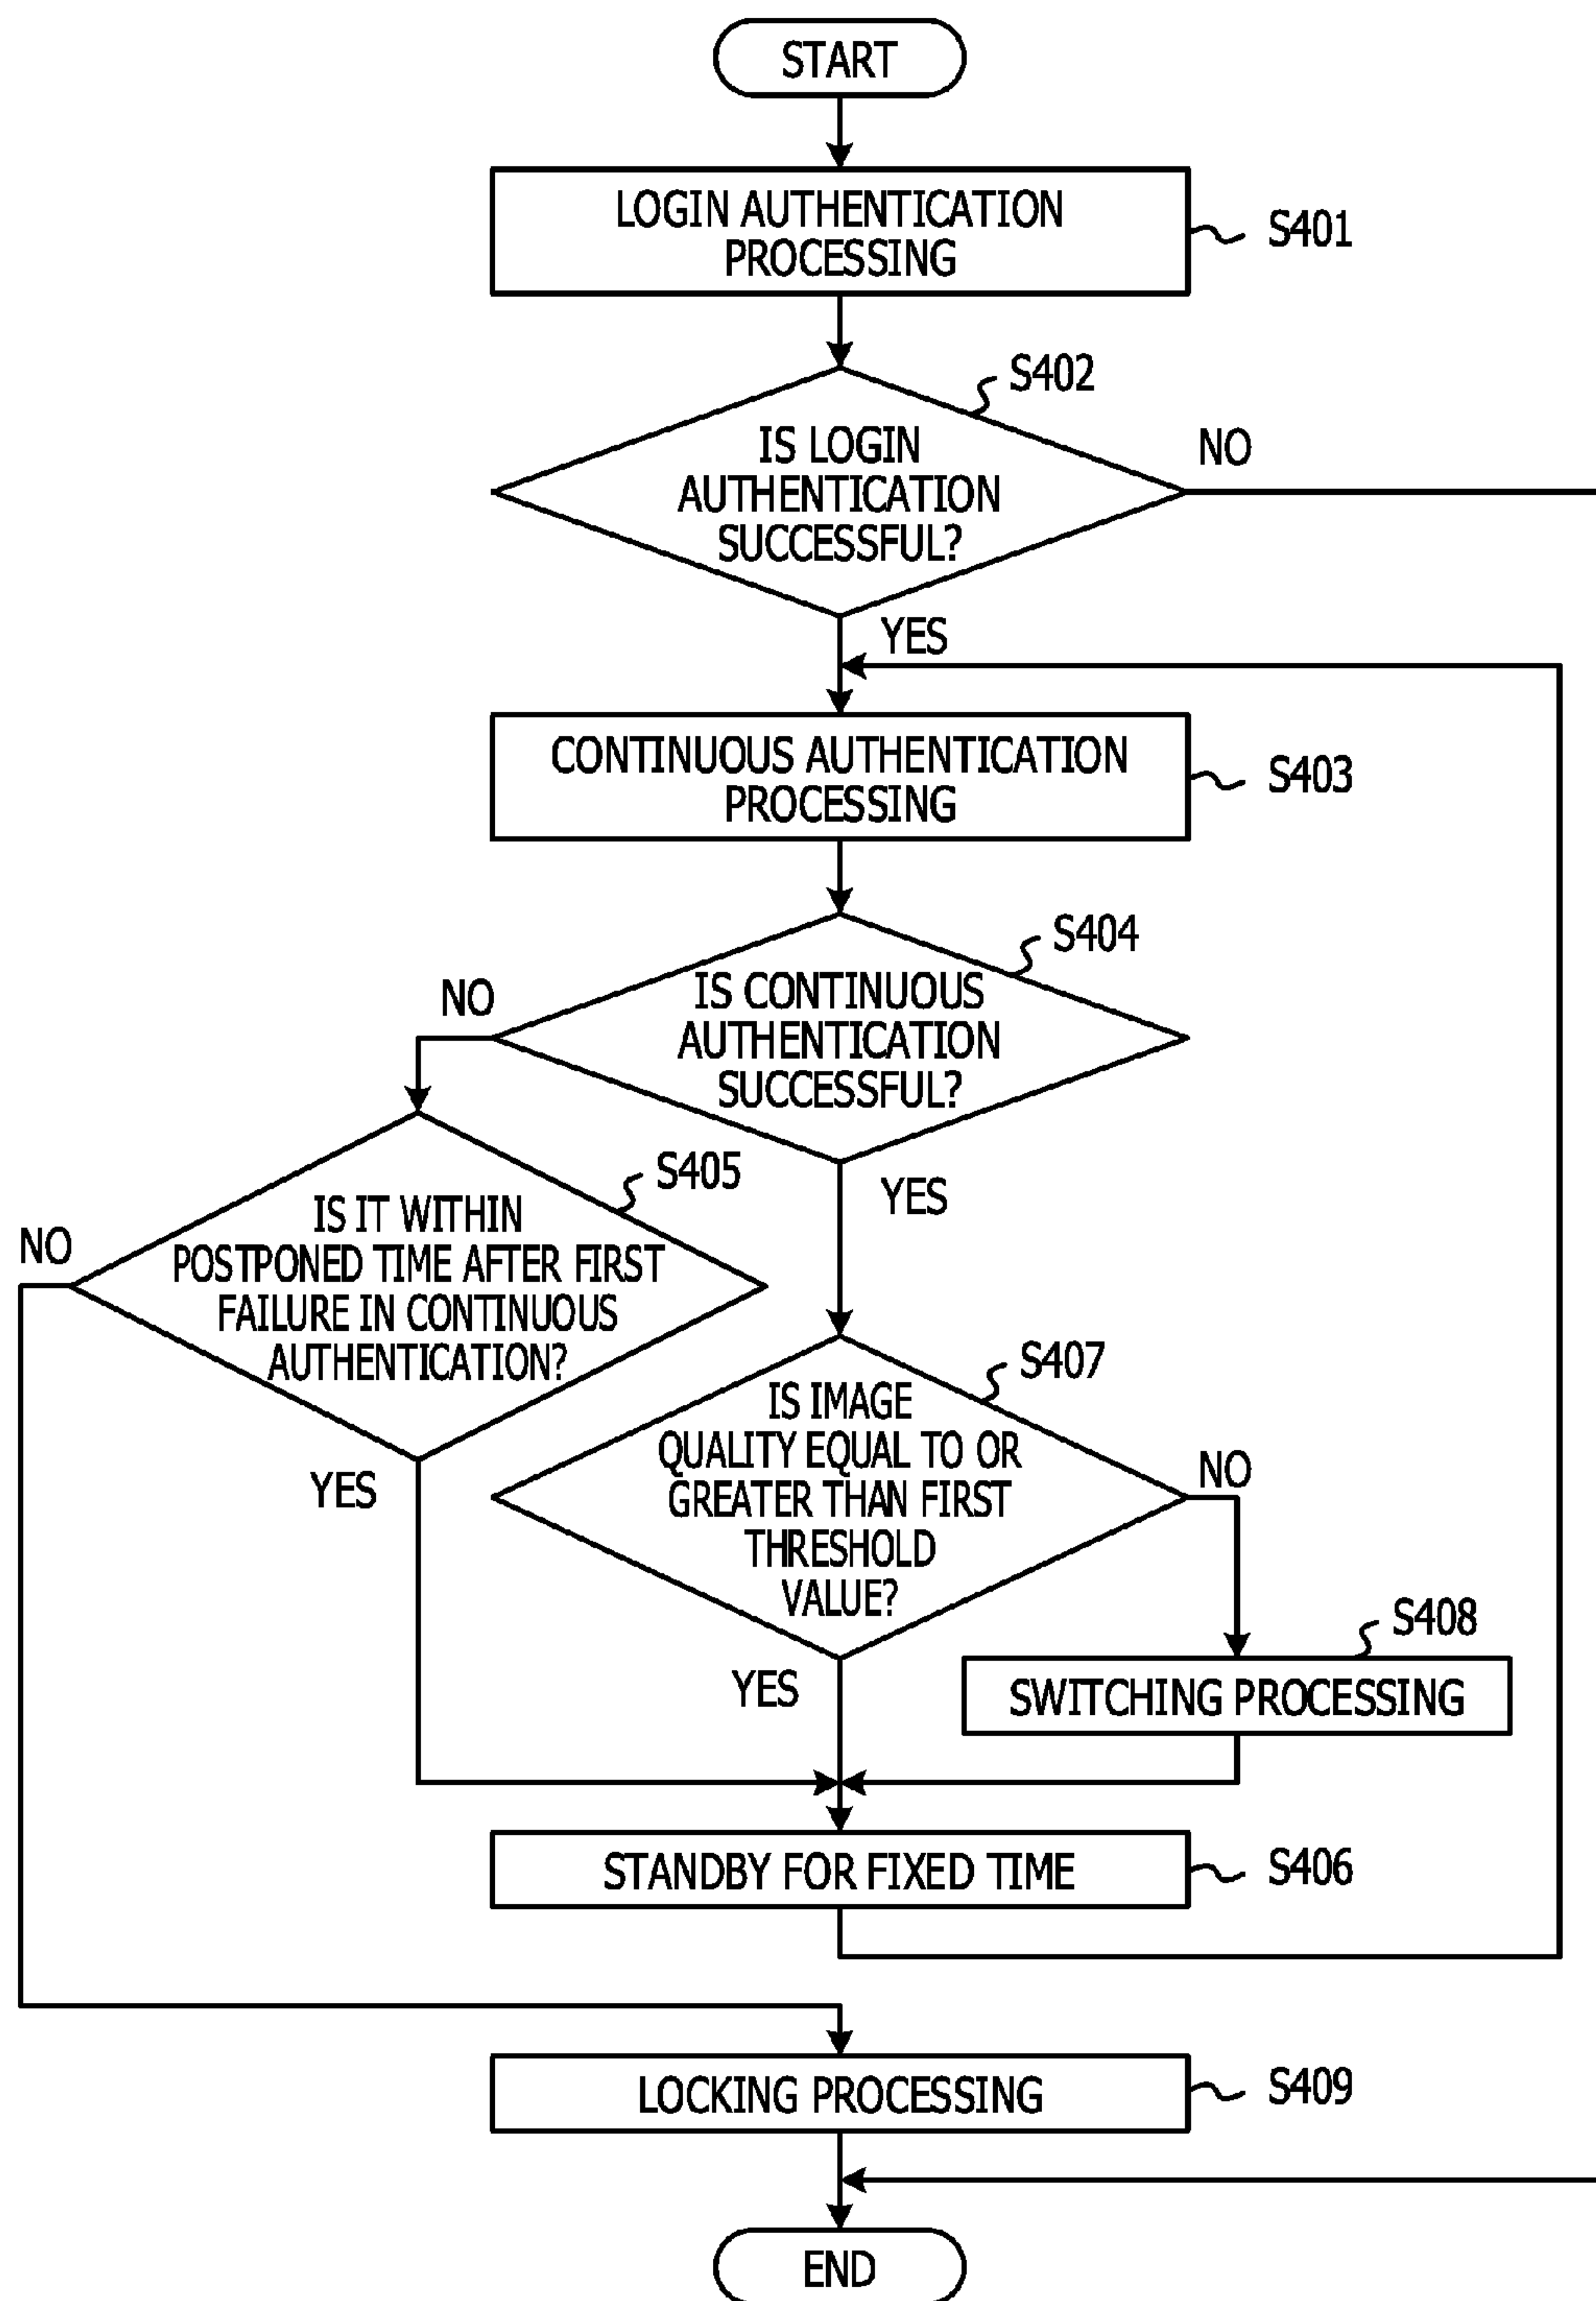 START
LOGIN AUTHENTICATION
PROCESSING
S401
S402
IS LOGIN
AUTHENTICATION
SUCCESSFUL?
NO
YES
CONTINUOUS AUTHENTICATION
PROCESSING
S403
S404
IS CONTINUOUS
AUTHENTICATION
SUCCESSFUL?
NO
YES
S405
IS IT WITHIN
POSTPONED TIME AFTER FIRST
FAILURE IN CONTINUOUS
AUTHENTICATION?
NO
YES
S407
IS IMAGE
QUALITY EQUAL TO OR
GREATER THAN FIRST
THRESHOLD
VALUE?
NO
YES
S408
SWITCHING PROCESSING
STANDBY FOR FIXED TIME
S406
LOCKING PROCESSING
S409
END